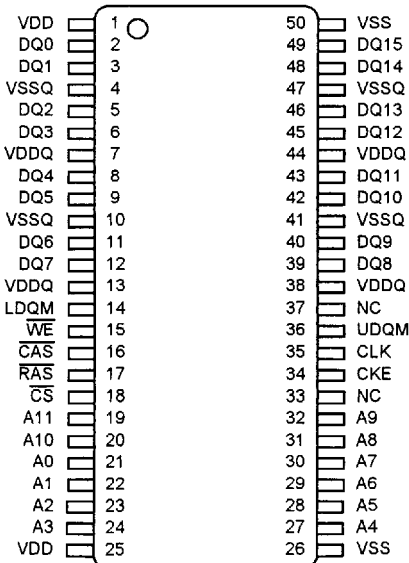 VDD 1 50 VSS
DQ0 2 49 DQ15
DQ1 3 48 DQ14
VSSQ 4 47 VSSQ
DQ2 5 46 DQ13
DQ3 6 45 DQ12
VDDQ 7 44 VDDQ
DQ4 8 43 DQ11
DQ5 9 42 DQ10
VSSQ 10 41 VSSQ
DQ6 11 40 DQ9
DQ7 12 39 DQ8
VDDQ 13 38 VDDQ
LDQM 14 37 NC
W̅E̅ 15 36 UDQM
C̅A̅S̅ 16 35 CLK
R̅A̅S̅ 17 34 CKE
C̅S̅ 18 33 NC
A11 19 32 A9
A10 20 31 A8
A0 21 30 A7
A1 22 29 A6
A2 23 28 A5
A3 24 27 A4
VDD 25 26 VSS